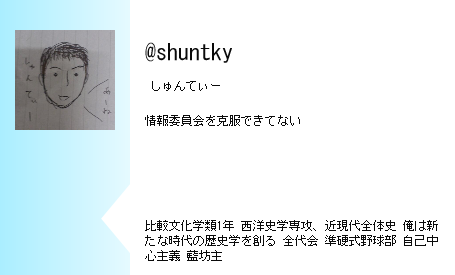 しゅんてぃー
あーね
@shuntky
しゅんてぃー
情報委員会を克服できてない
比較文化学類1年 西洋史学専攻、近現代全体史 俺は新
たな時代の歴史学を創る 全代会 準硬式野球部 自己中
心主義 藍坊主